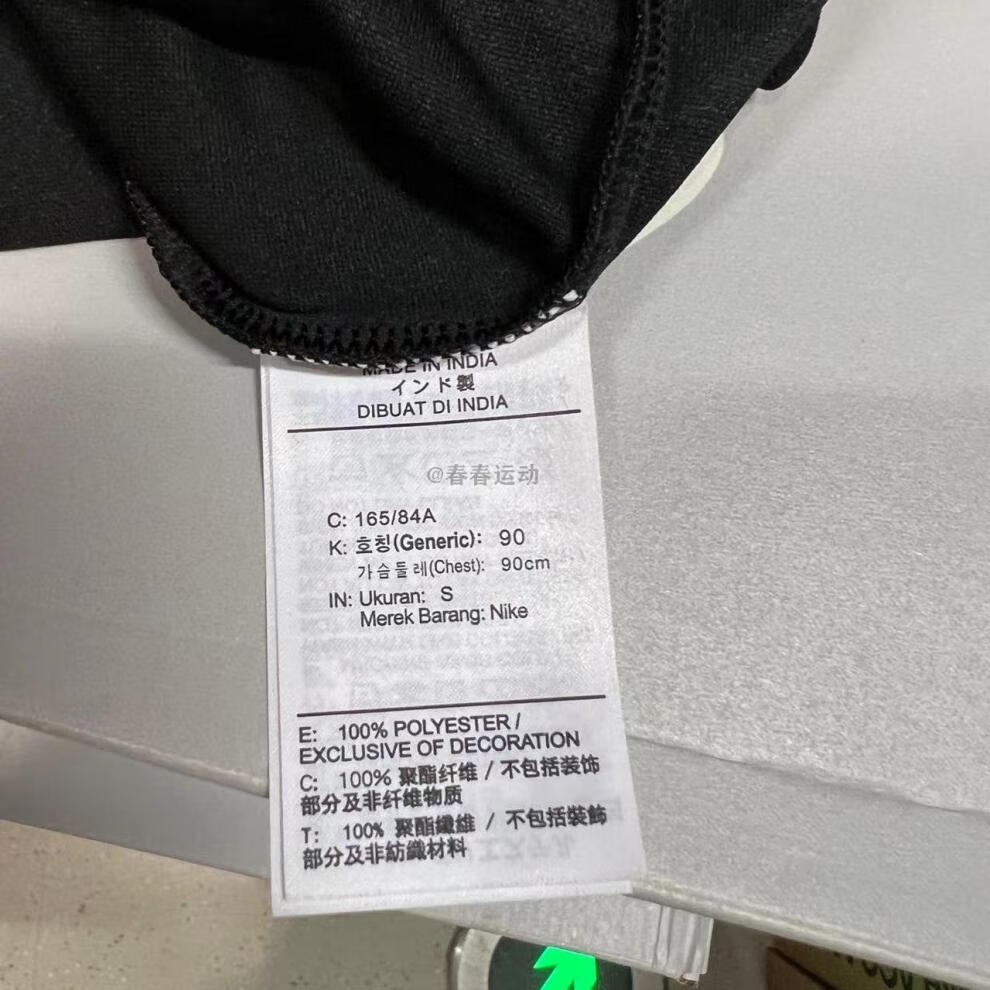 MADE IN INDIA
インド製
DIBUAT DI INDIA
@春春运动
C: 165/84A
K: 호칭(Generic): 90
가슴둘레(Chest): 90cm
IN: Ukuran: S
Merek Barang: Nike
E: 100% POLYESTER /
EXCLUSIVE OF DECORATION
C: 100% 聚酯纤维 / 不包括装饰
部分及非纤维物质
T: 100% 聚酯纖維 / 不包括裝飾
部分及非紡織材料